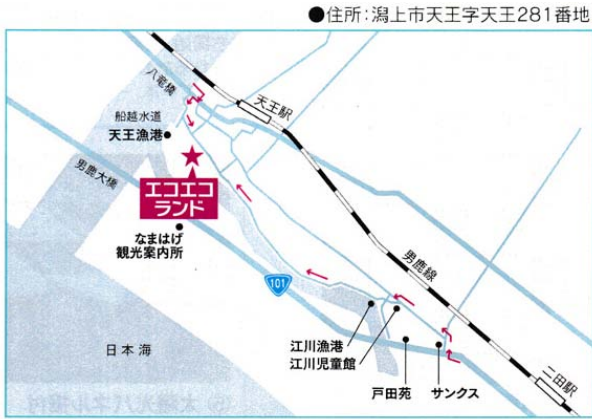 ●住所:潟上市天王字天王281番地
八竜橋
船越水道
天王漁港
天王駅
男鹿大橋
エコエコ
ランド
なまはげ
観光案内所
101
男鹿線
日本海
江川漁港
江川児童館
戸田苑
サンクス
二田駅